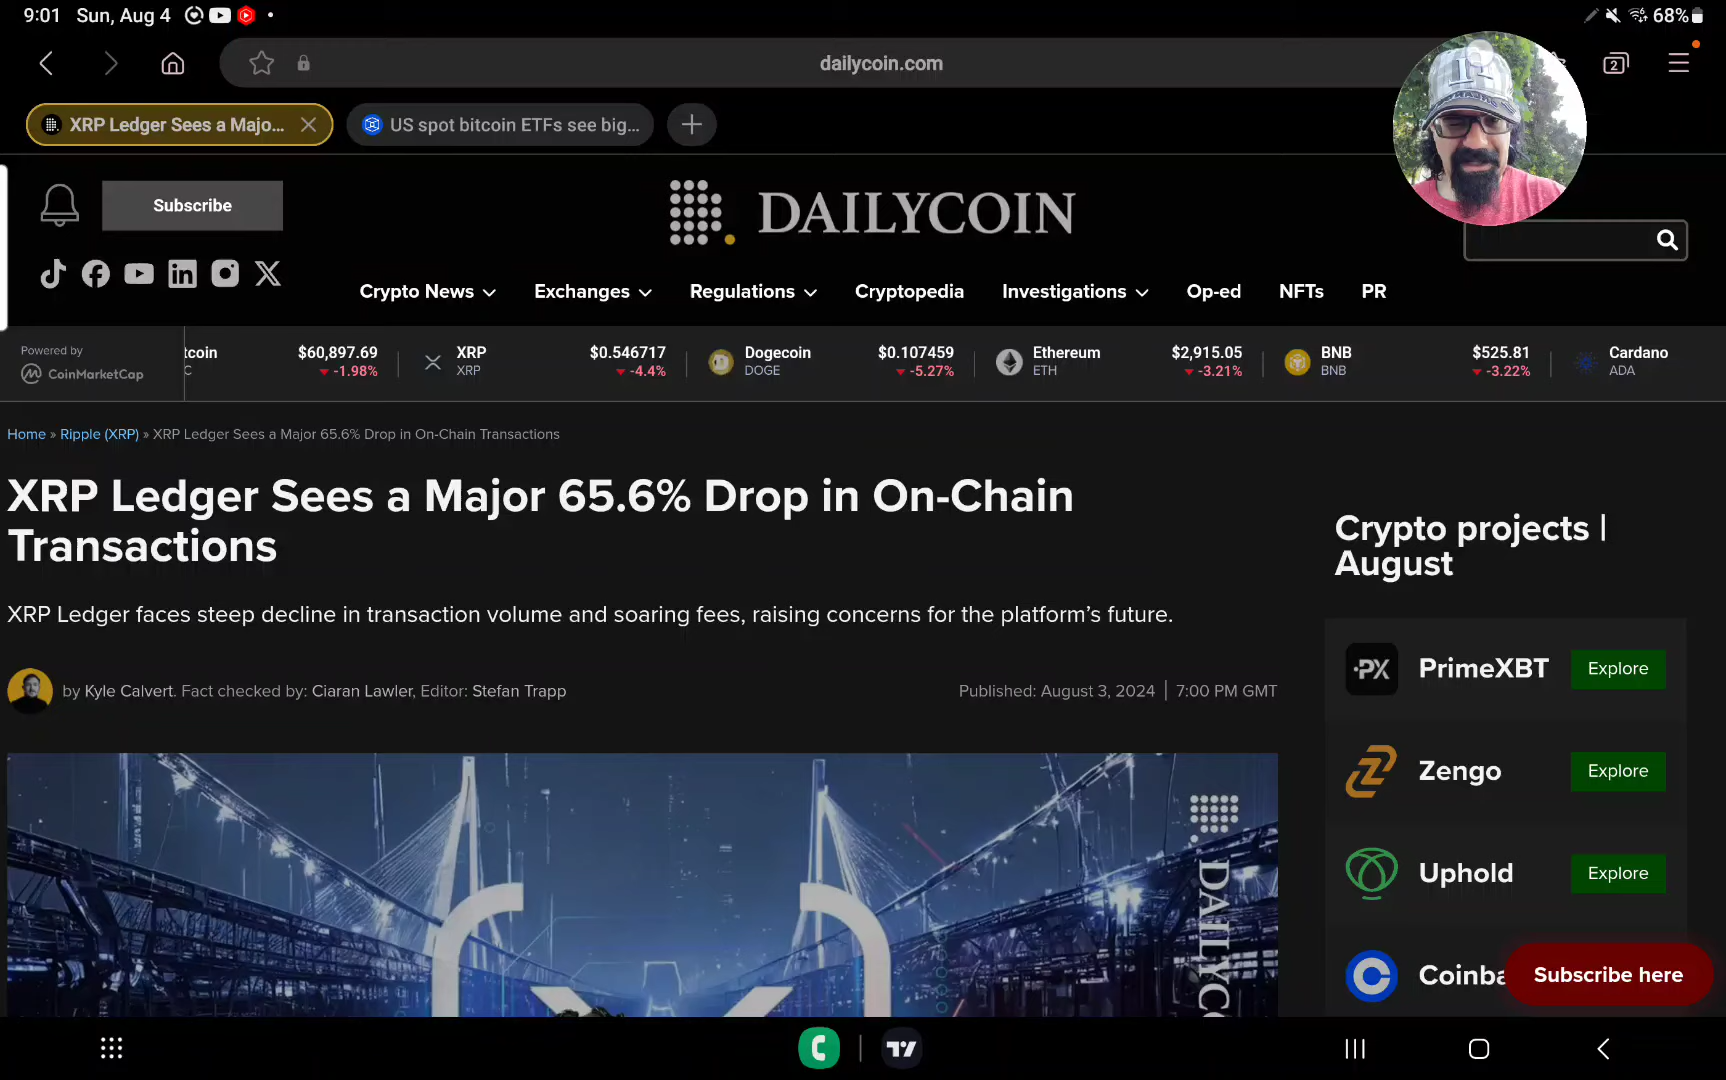 9:01 Sun, Aug 4
68%
dailycoin.com
2
XRP Ledger Sees a Majo...
US spot bitcoin ETFs see big...
Subscribe
DAILYCOIN
Crypto News
Exchanges
Regulations
Cryptopedia
Investigations
Op-ed
NFTs
PR
Powered by
CoinMarketCap
tcoin
C
$60,897.69
-1.98%
XRP
XRP
$0.546717
-4.4%
Dogecoin
DOGE
$0.107459
-5.27%
Ethereum
ETH
$2,915.05
-3.21%
BNB
BNB
$525.81
-3.22%
Cardano
ADA
Home » Ripple (XRP) » XRP Ledger Sees a Major 65.6% Drop in On-Chain Transactions
XRP Ledger Sees a Major 65.6% Drop in On-Chain
Transactions
XRP Ledger faces steep decline in transaction volume and soaring fees, raising concerns for the platform's future.
by Kyle Calvert. Fact checked by: Ciaran Lawler, Editor: Stefan Trapp
Published: August 3, 2024 | 7:00 PM GMT
DAILYC
Crypto projects |
August
PX
PrimeXBT
Explore
Zengo
Explore
Uphold
Explore
Coinba
Subscribe here